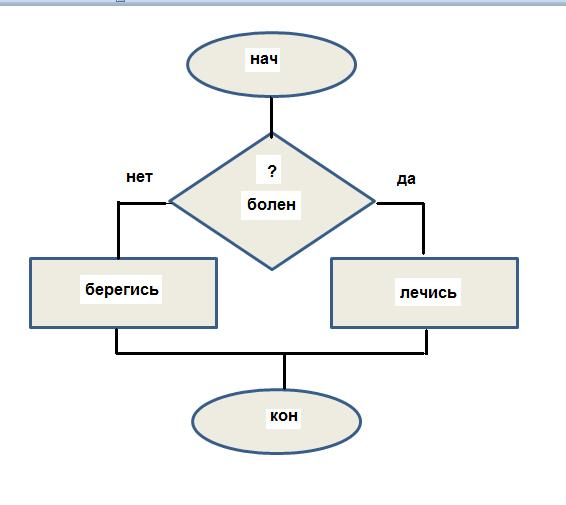 нач
?
болен
нет
да
берегись
лечись
кон